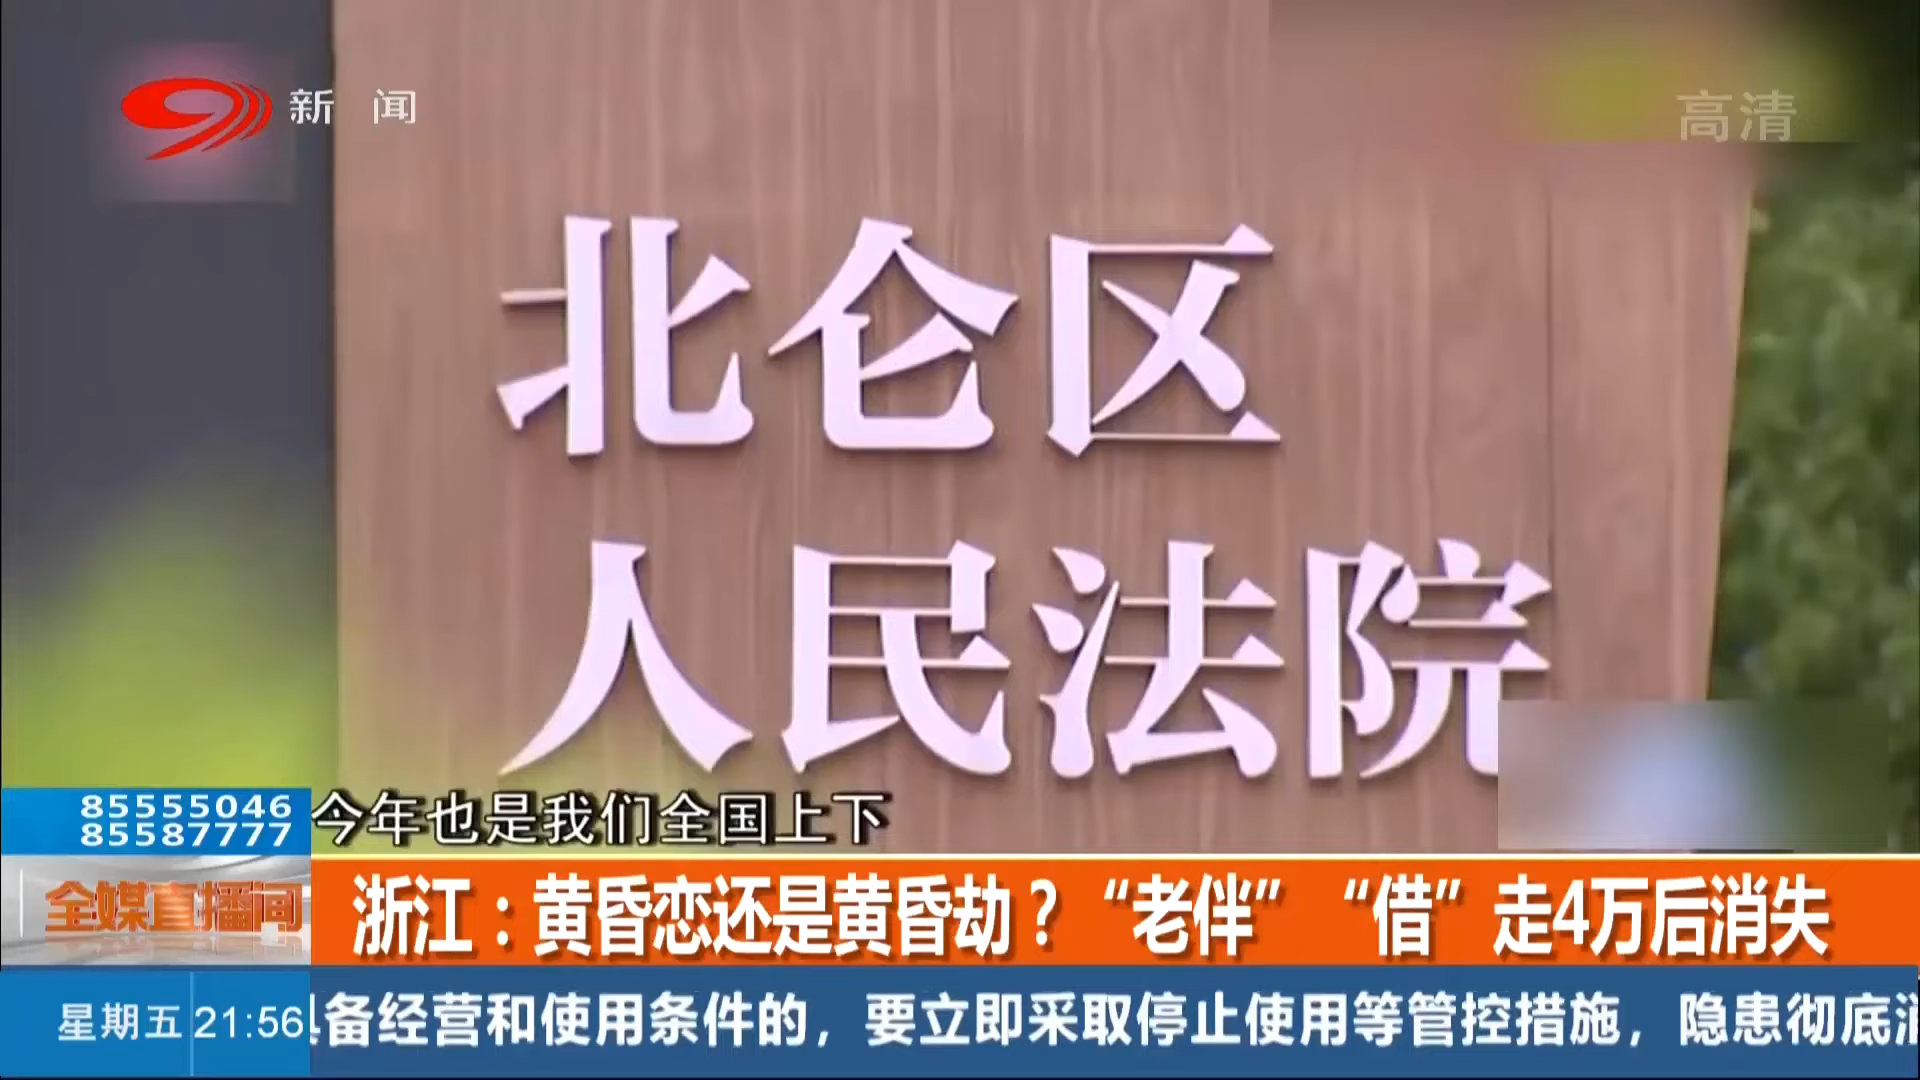 新闻
高清
北仑区
人民法院
85555046
85587777
今年也是我们全国上下
全媒直播间
浙江：黄昏恋还是黄昏劫？“老伴”“借”走4万后消失
星期五 21:56
备经营和使用条件的，要立即采取停止使用等管控措施，隐患彻底